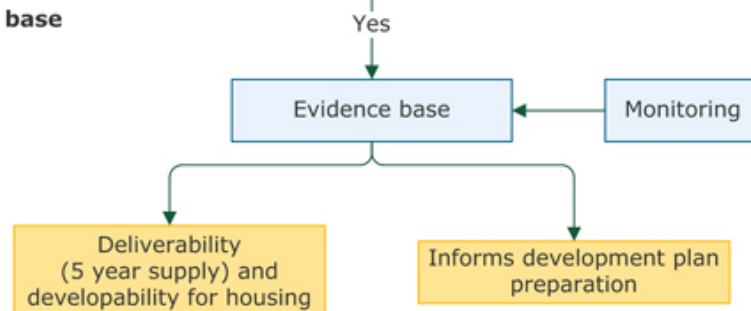 base
Yes
Evidence base
Monitoring
Deliverability
(5 year supply) and
developability for housing
Informs development plan
preparation